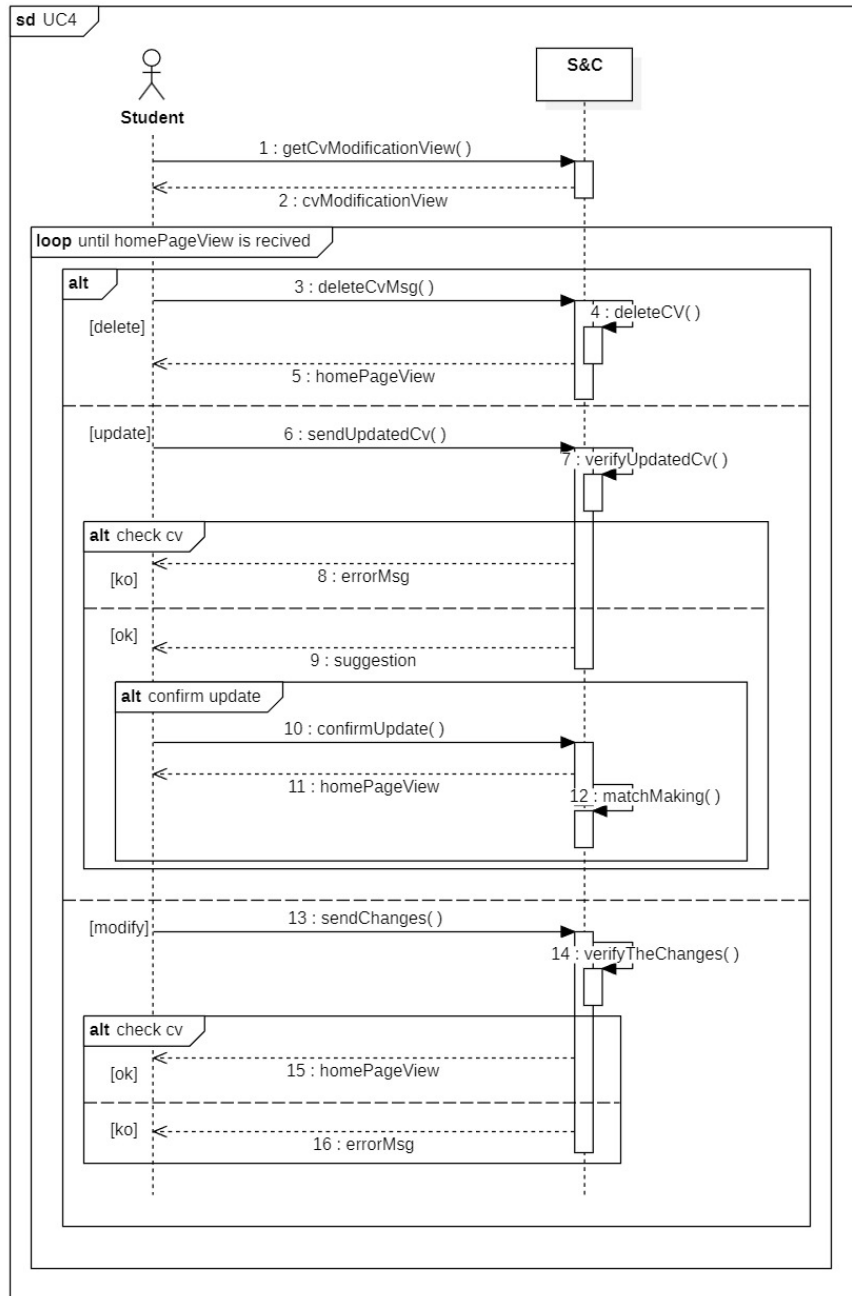 sd UC4
Student
S&C
1 : getCvModificationView( )
2 : cvModificationView
loop until homePageView is recived
alt
3 : deleteCvMsg( )
4 : deleteCV( )
[delete]
5 : homePageView
[update]
6 : sendUpdatedCv( )
7 : verifyUpdatedCv( )
alt check cv
8 : errorMsg
[ko]
[ok]
9 : suggestion
alt confirm update
10 : confirmUpdate( )
11 : homePageView
12 : matchMaking( )
[modify]
13 : sendChanges( )
14 : verifyTheChanges( )
alt check cv
15 : homePageView
[ok]
[ko]
16 : errorMsg